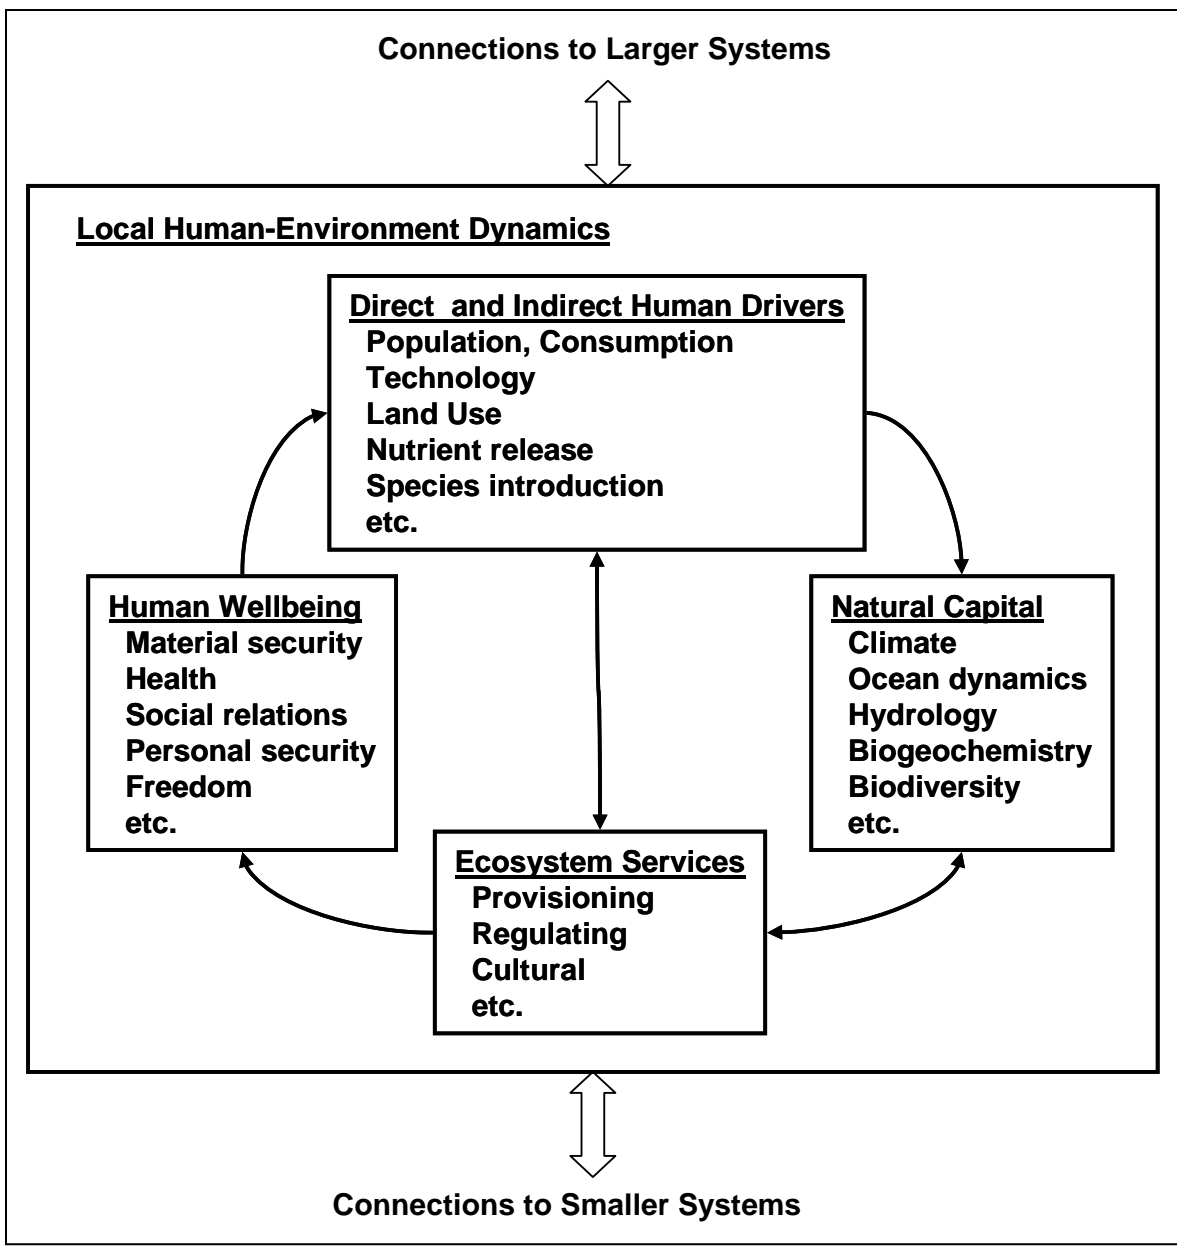 Connections to Larger Systems
Local Human-Environment Dynamics
Direct  and Indirect Human Drivers
Population, Consumption
Technology
Land Use
Nutrient release
Species introduction
etc.
Human Wellbeing
Material security
Health
Social relations
Personal security
Freedom
etc.
Natural Capital
Climate
Ocean dynamics
Hydrology
Biogeochemistry
Biodiversity
etc.
Ecosystem Services
Provisioning
Regulating
Cultural
etc.
Connections to Smaller Systems